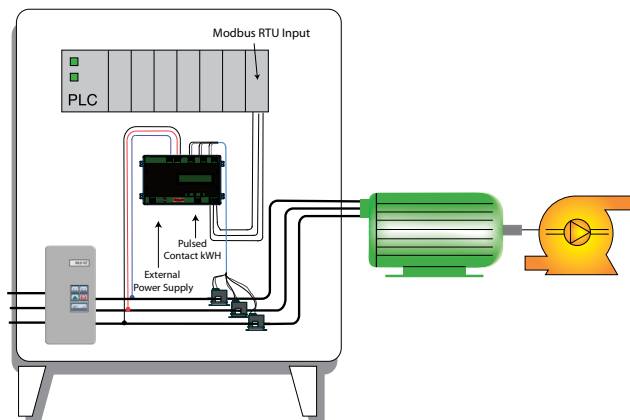 Modbus RTU Input
PLC
Pulsed
Contact kWH
External
Power Supply